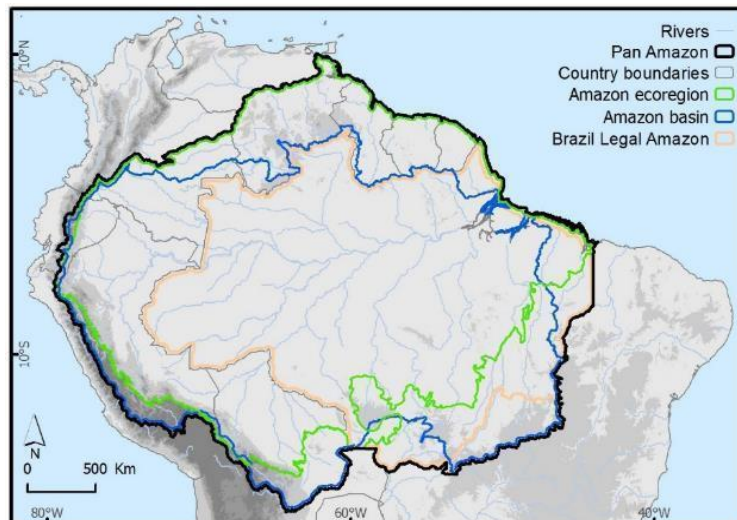 10°N
Rivers
Pan Amazon
Country boundaries
Amazon ecoregion
Amazon basin
Brazil Legal Amazon
10°S
N
0 500 Km
80°W
60°W
40°W